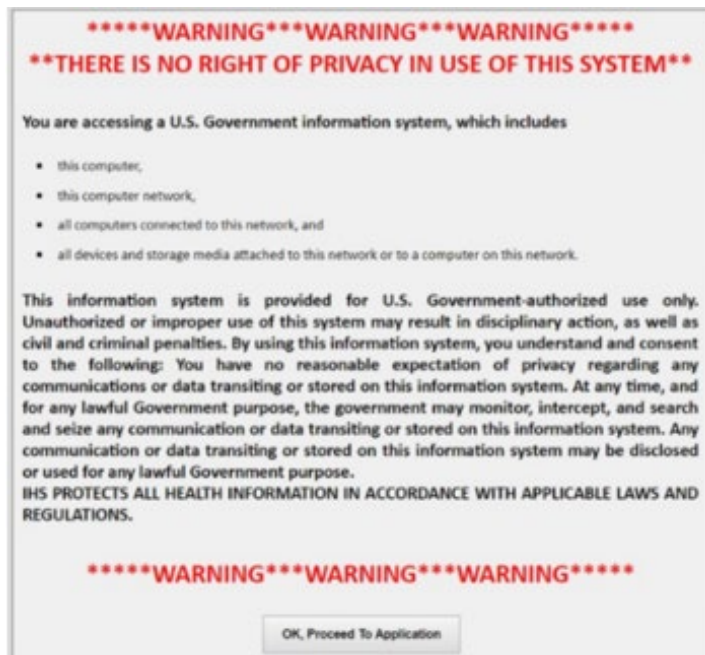 *****WARNING***WARNING***WARNING*****
**THERE IS NO RIGHT OF PRIVACY IN USE OF THIS SYSTEM**
You are accessing a U.S. Government information system, which includes
• this computer,
• this computer network,
• all computers connected to this network, and
• all devices and storage media attached to this network or to a computer on this network.
This information system is provided for U.S. Government-authorized use only.
Unauthorized or improper use of this system may result in disciplinary action, as well as
civil and criminal penalties. By using this information system, you understand and consent
to the following: You have no reasonable expectation of privacy regarding any
communications or data transiting or stored on this information system. At any time, and
for any lawful Government purpose, the government may monitor, intercept, and search
and seize any communication or data transiting or stored on this information system. Any
communication or data transiting or stored on this information system may be disclosed
or used for any lawful Government purpose.
IHS PROTECTS ALL HEALTH INFORMATION IN ACCORDANCE WITH APPLICABLE LAWS AND
REGULATIONS.
*****WARNING***WARNING***WARNING*****
OK, Proceed To Application